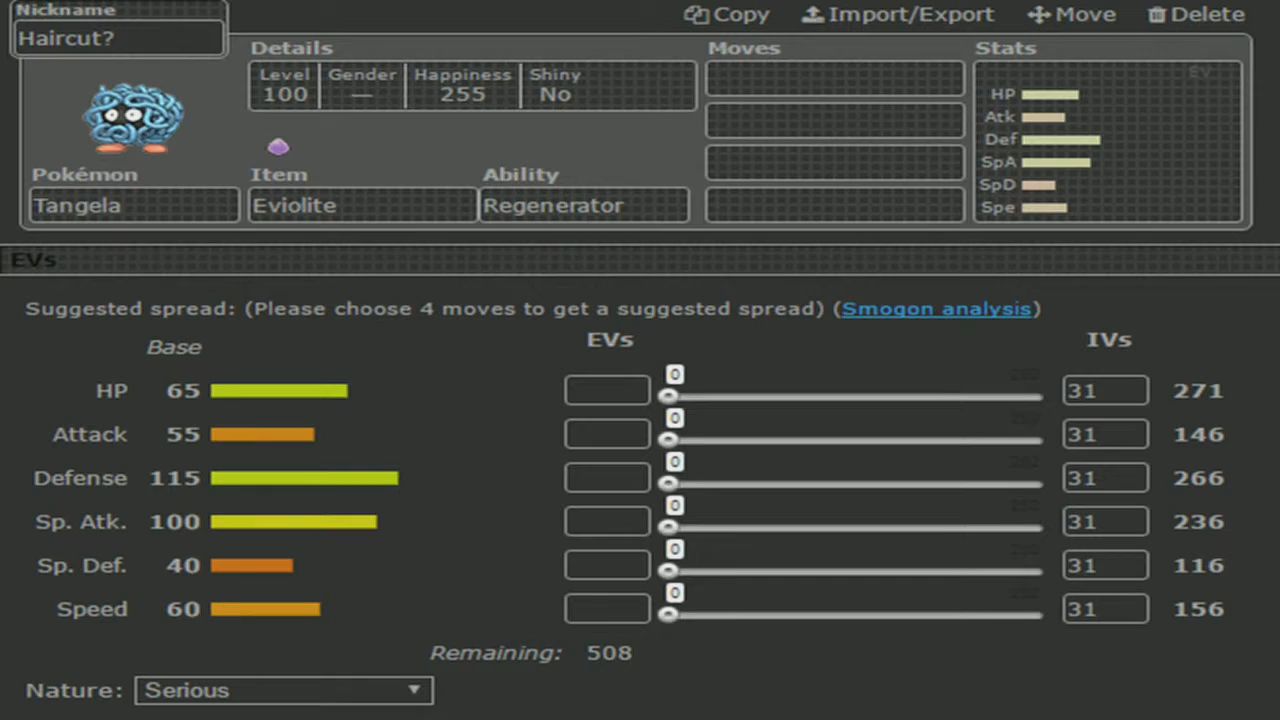 Nickname
Haircut?
Copy Import/Export Move Delete
Details
Level Gender Happiness Shiny
100 — 255 No
Pokémon Item Ability
Tangela Eviolite Regenerator
Moves
Stats
EV
HP
Atk
Def
SpA
SpD
Spe
EVs
Suggested spread: (Please choose 4 moves to get a suggested spread) (Smogon analysis)
Base EVs IVs
HP 65 0 31 271
Attack 55 0 31 146
Defense 115 0 31 266
Sp. Atk. 100 0 31 236
Sp. Def. 40 0 31 116
Speed 60 0 31 156
Remaining: 508
Nature: Serious